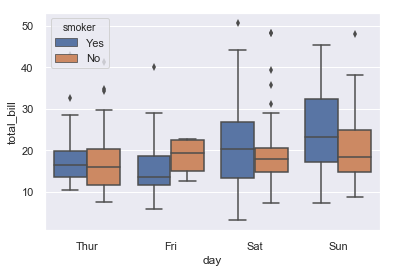 smoker
Yes
No
50
40
30
20
10
total_bill
Thur Fri Sat Sun
day